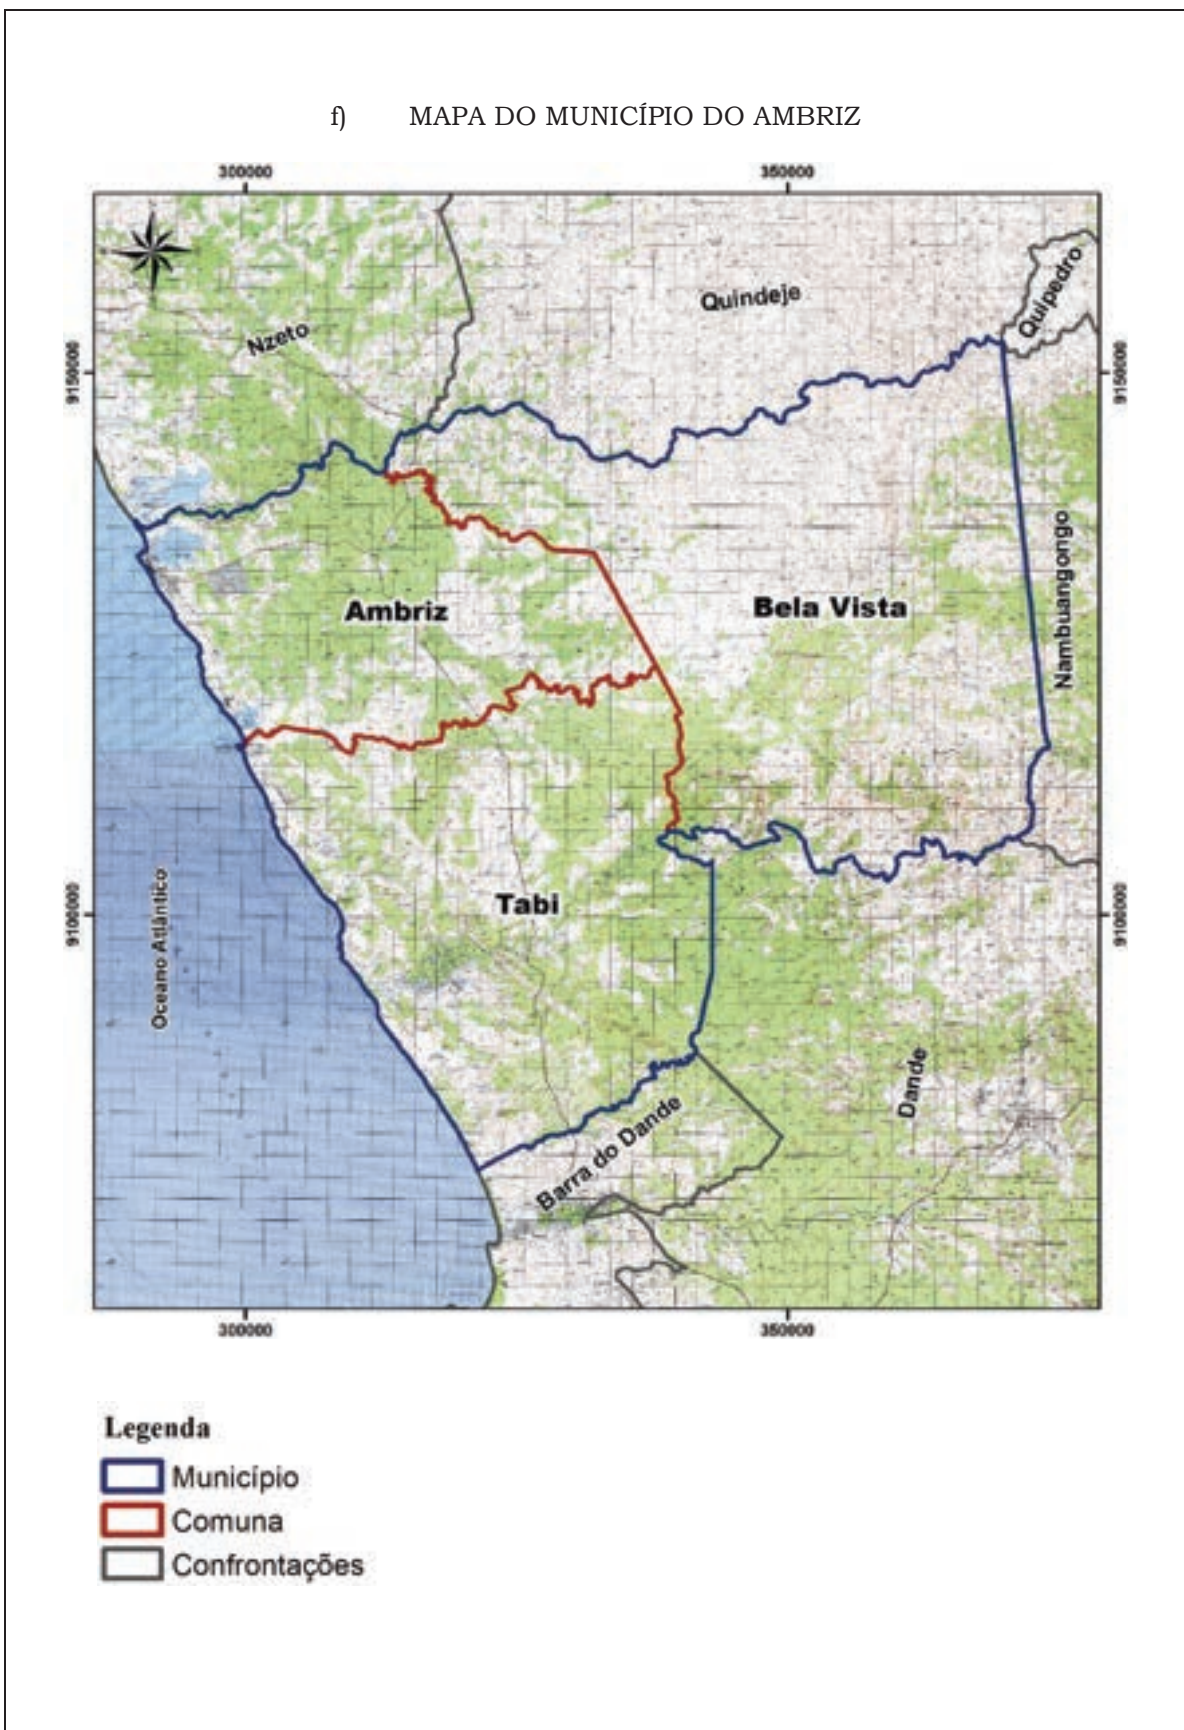 f) MAPA DO MUNICÍPIO DO AMBRIZ
300000 350000
Quipedro
Quindeje
Nzeto
9150000 9150000
Nambuangongo
Ambriz Bela Vista
Tabi
9100000 9100000
Oceano Atlântico
Dande
Barra do Dande
300000 350000
Legenda
Município
Comuna
Confrontações